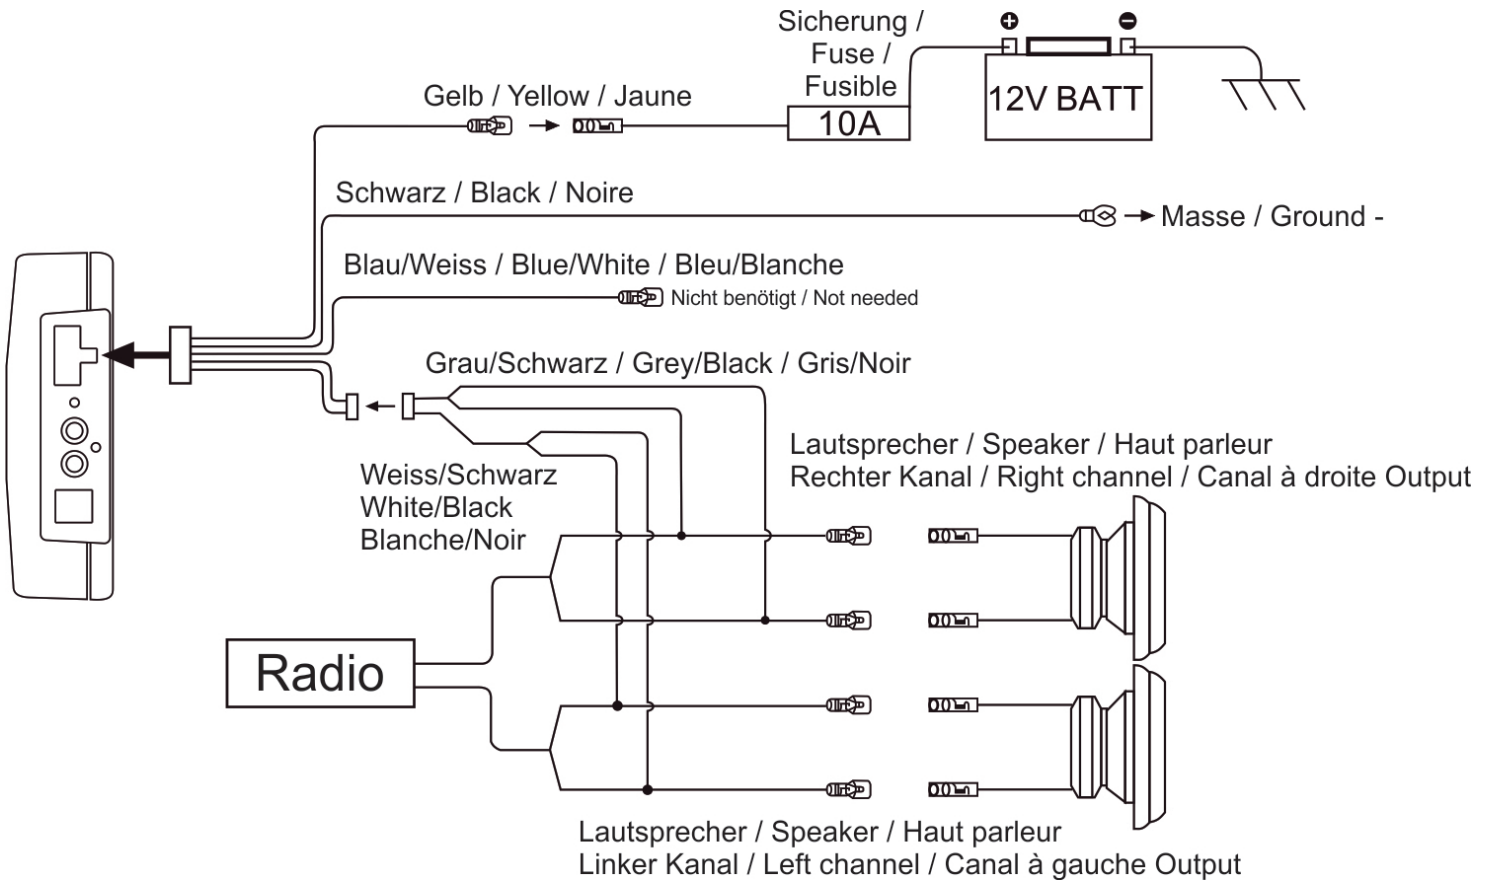 Sicherung /
Fuse /
Fusible
10A
12V BATT
Gelb / Yellow / Jaune
Schwarz / Black / Noire
Masse / Ground -
Blau/Weiss / Blue/White / Bleu/Blanche
Nicht benötigt / Not needed
Grau/Schwarz / Grey/Black / Gris/Noir
Lautsprecher / Speaker / Haut parleur
Rechter Kanal / Right channel / Canal à droite Output
Weiss/Schwarz
White/Black
Blanche/Noir
Radio
Lautsprecher / Speaker / Haut parleur
Linker Kanal / Left channel / Canal à gauche Output